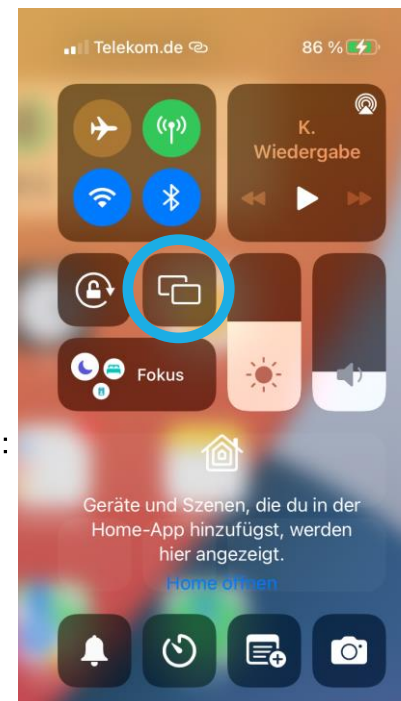 Telekom.de 86 %
K.
Wiedergabe
Fokus
:
Geräte und Szenen, die du in der
Home-App hinzufügst, werden
hier angezeigt.
Home öffnen